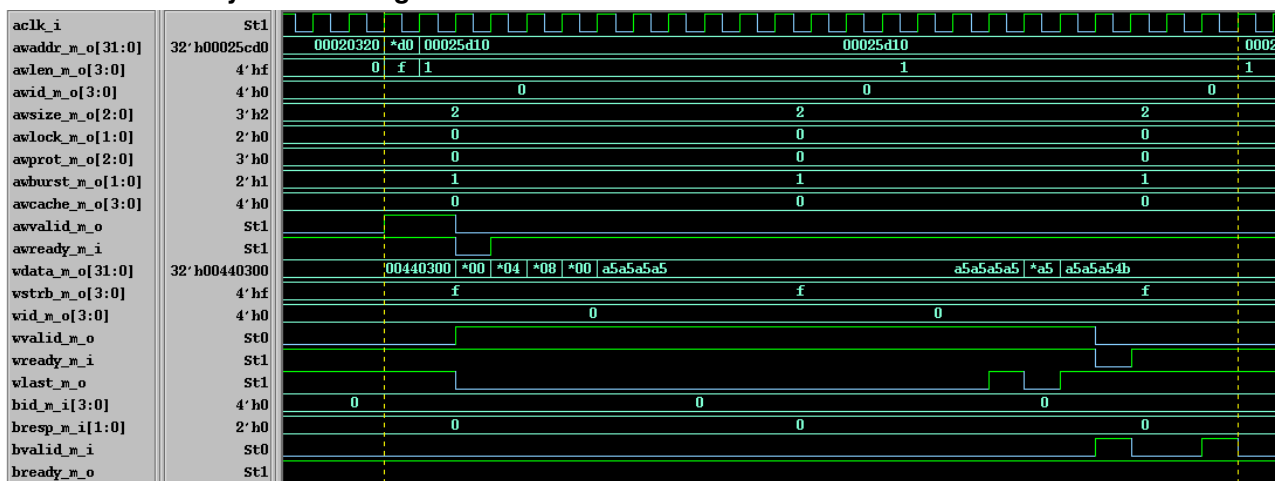 aclk_i St1
awaddr_m_o[31:0] 32'h00025cd0 00020320 *d0 00025d10 00025d10 0002
awlen_m_o[3:0] 4'hf 0 f 1 1 1
awid_m_o[3:0] 4'h0 0 0 0
awsize_m_o[2:0] 3'h2 2 2 2
awlock_m_o[1:0] 2'h0 0 0 0
awprot_m_o[2:0] 3'h0 0 0 0
awburst_m_o[1:0] 2'h1 1 1 1
awcache_m_o[3:0] 4'h0 0 0 0
awvalid_m_o St1
awready_m_i St1
wdata_m_o[31:0] 32'h00440300 00440300 *00 *04 *08 *00 a5a5a5a5 a5a5a5a5 *a5 a5a5a54b
wstrb_m_o[3:0] 4'hf f f f
wid_m_o[3:0] 4'h0 0 0
wvalid_m_o St0
wready_m_i St1
wlast_m_o St1
bid_m_i[3:0] 4'h0 0 0 0
bresp_m_i[1:0] 2'h0 0 0 0
bvalid_m_i St0
bready_m_o St1